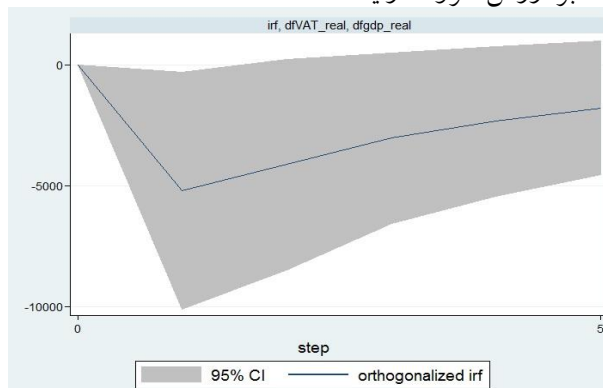 irf, dfVAT_real, dfgdp_real
0
-5000
-10000
0
5
step
95% CI
orthogonalized irf